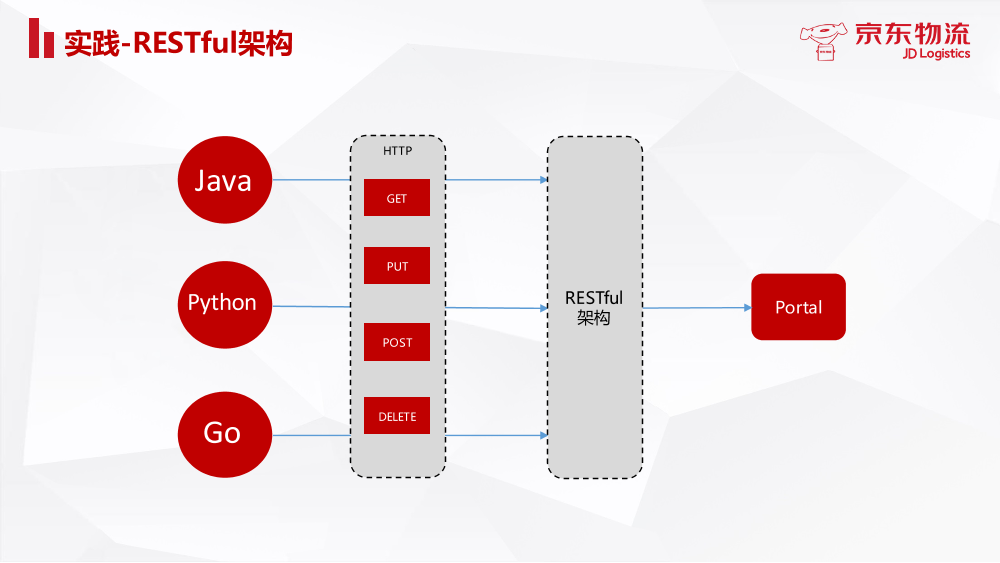 实践-RESTful架构
京东物流
JD Logistics
HTTP
Java
GET
PUT
Python
RESTful
架构
Portal
POST
DELETE
Go